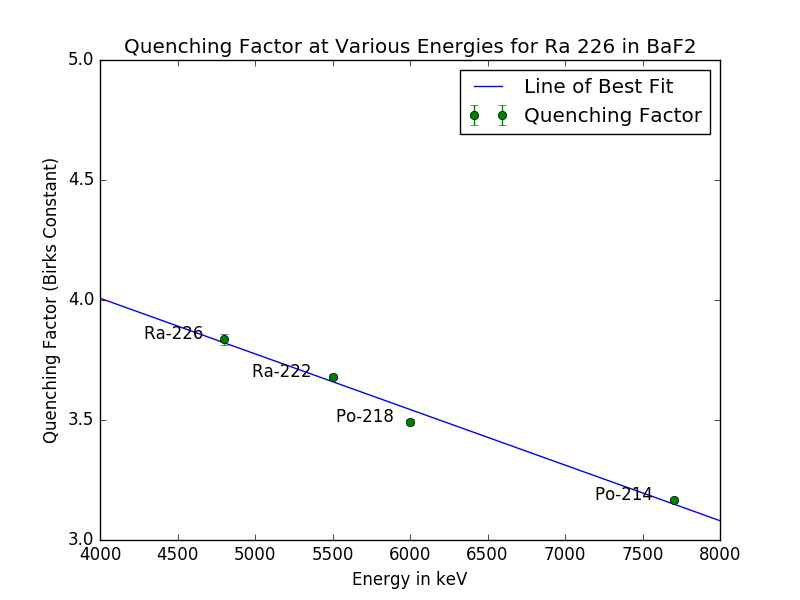 Quenching Factor at Various Energies for Ra 226 in BaF2
Line of Best Fit
Quenching Factor
Quenching Factor (Birks Constant)
5.0
4.5
4.0
3.5
3.0
Ra-226
Ra-222
Po-218
Po-214
4000 4500 5000 5500 6000 6500 7000 7500 8000
Energy in keV